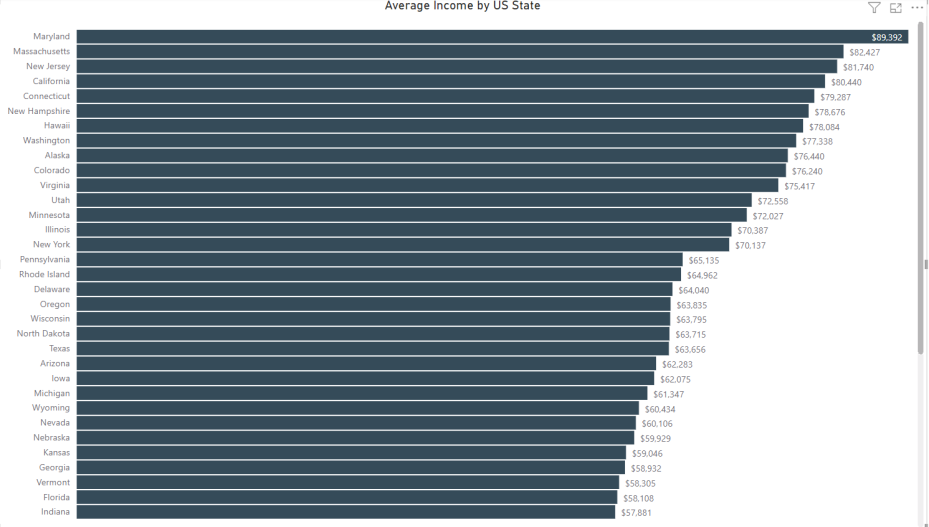 Average Income by US State
Maryland $89,392
Massachusetts $82,427
New Jersey $81,740
California $80,440
Connecticut $79,287
New Hampshire $78,676
Hawaii $78,084
Washington $77,338
Alaska $76,440
Colorado $76,240
Virginia $75,417
Utah $72,558
Minnesota $72,027
Illinois $70,387
New York $70,137
Pennsylvania $65,135
Rhode Island $64,962
Delaware $64,040
Oregon $63,835
Wisconsin $63,795
North Dakota $63,715
Texas $63,656
Arizona $62,283
Iowa $62,075
Michigan $61,347
Wyoming $60,434
Nevada $60,106
Nebraska $59,929
Kansas $59,046
Georgia $58,932
Vermont $58,305
Florida $58,108
Indiana $57,881